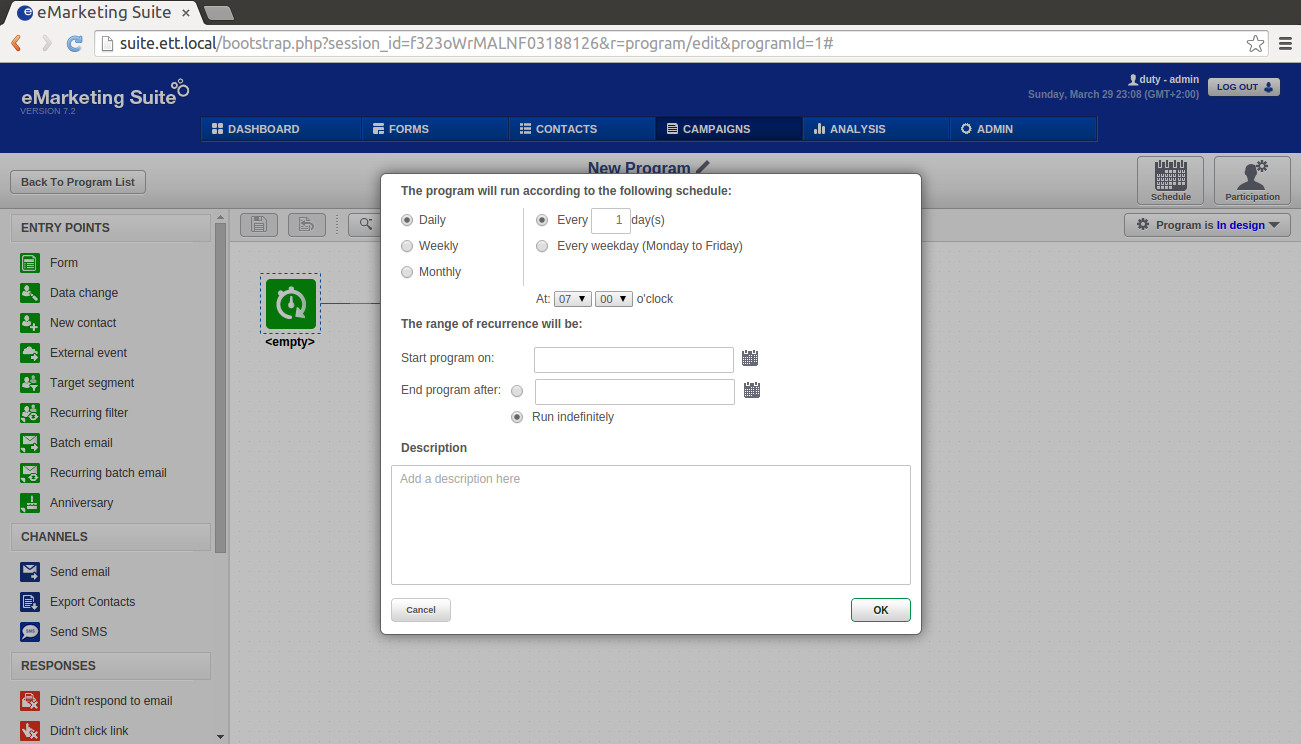 eMarketing Suite ×
suite.ett.local/bootstrap.php?session_id=f323oWrMALNF03188126&r=program/edit&programId=1#
eMarketing Suite
VERSION 7.2
duty - admin
Sunday, March 29 23:08 (GMT+2:00)
LOG OUT
DASHBOARD FORMS CONTACTS CAMPAIGNS ANALYSIS ADMIN
Back To Program List
New Program
Schedule
Participation
Program is In design
ENTRY POINTS
Form
Data change
New contact
External event
Target segment
Recurring filter
Batch email
Recurring batch email
Anniversary
CHANNELS
Send email
Export Contacts
Send SMS
RESPONSES
Didn't respond to email
Didn't click link
<empty>
The program will run according to the following schedule:
Daily
Weekly
Monthly
Every 1 day(s)
Every weekday (Monday to Friday)
At: 07 00 o'clock
The range of recurrence will be:
Start program on:
End program after:
Run indefinitely
Description
Add a description here
Cancel
OK